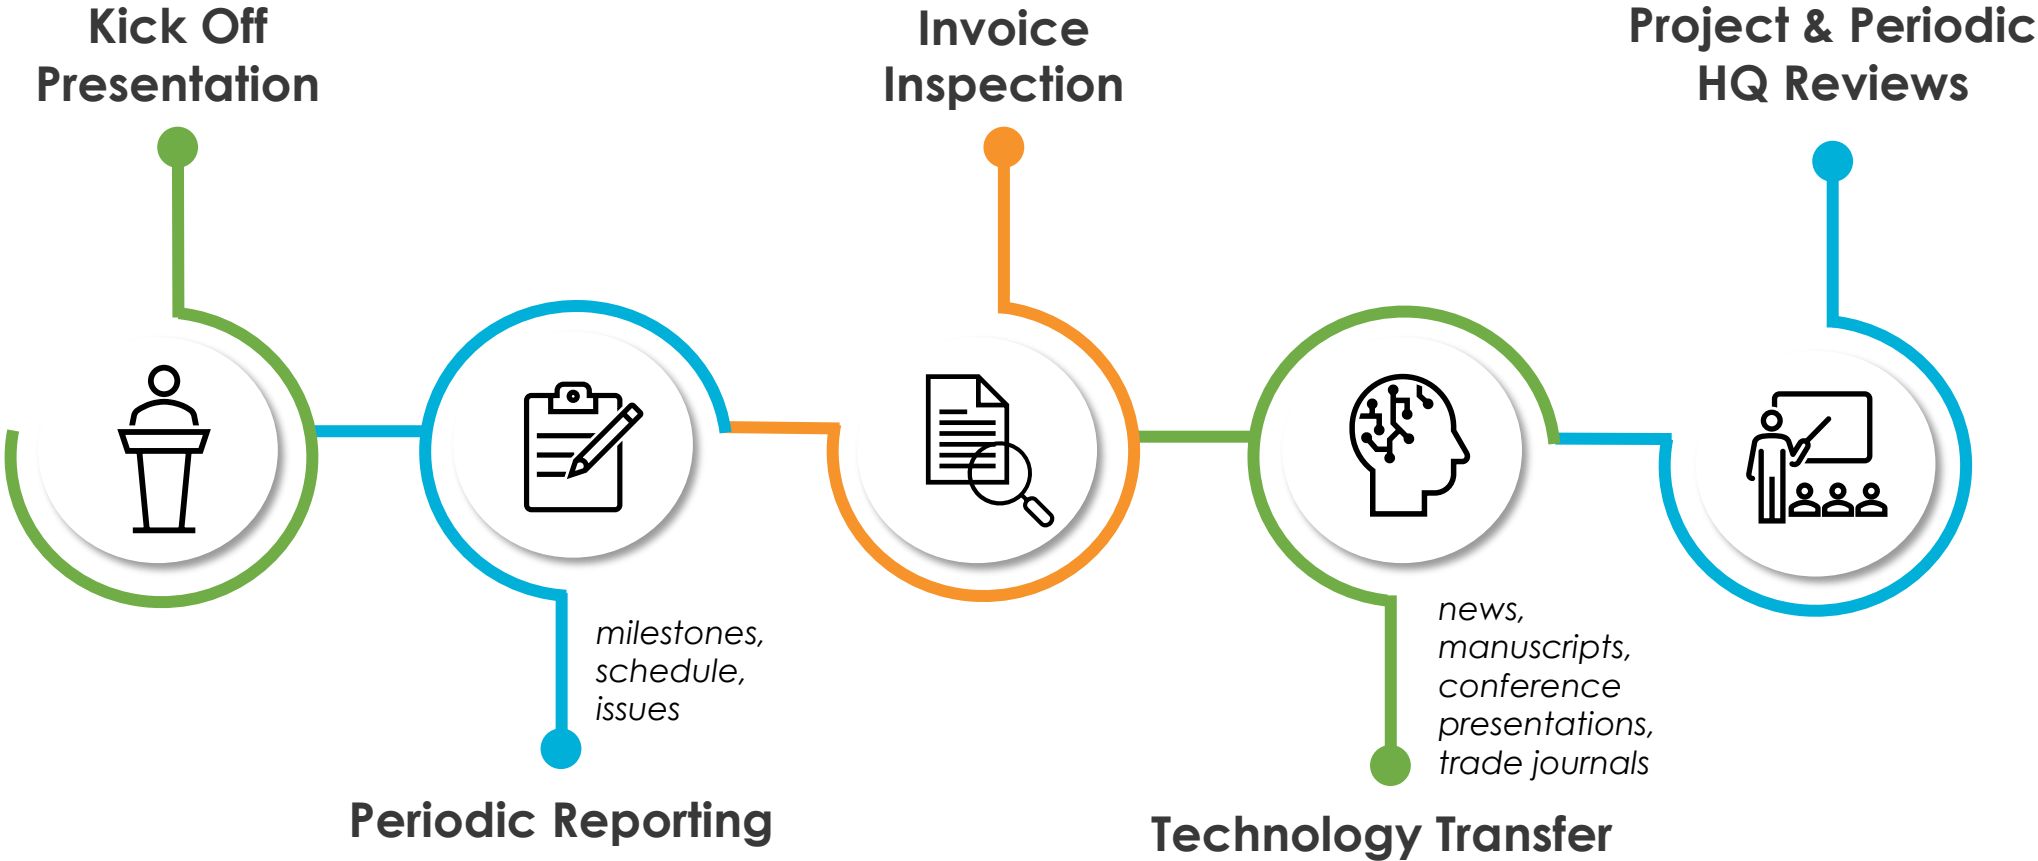 Kick Off
Presentation
Invoice
Inspection
Project & Periodic
HQ Reviews
milestones,
schedule,
issues
Periodic Reporting
news,
manuscripts,
conference
presentations,
trade journals
Technology Transfer